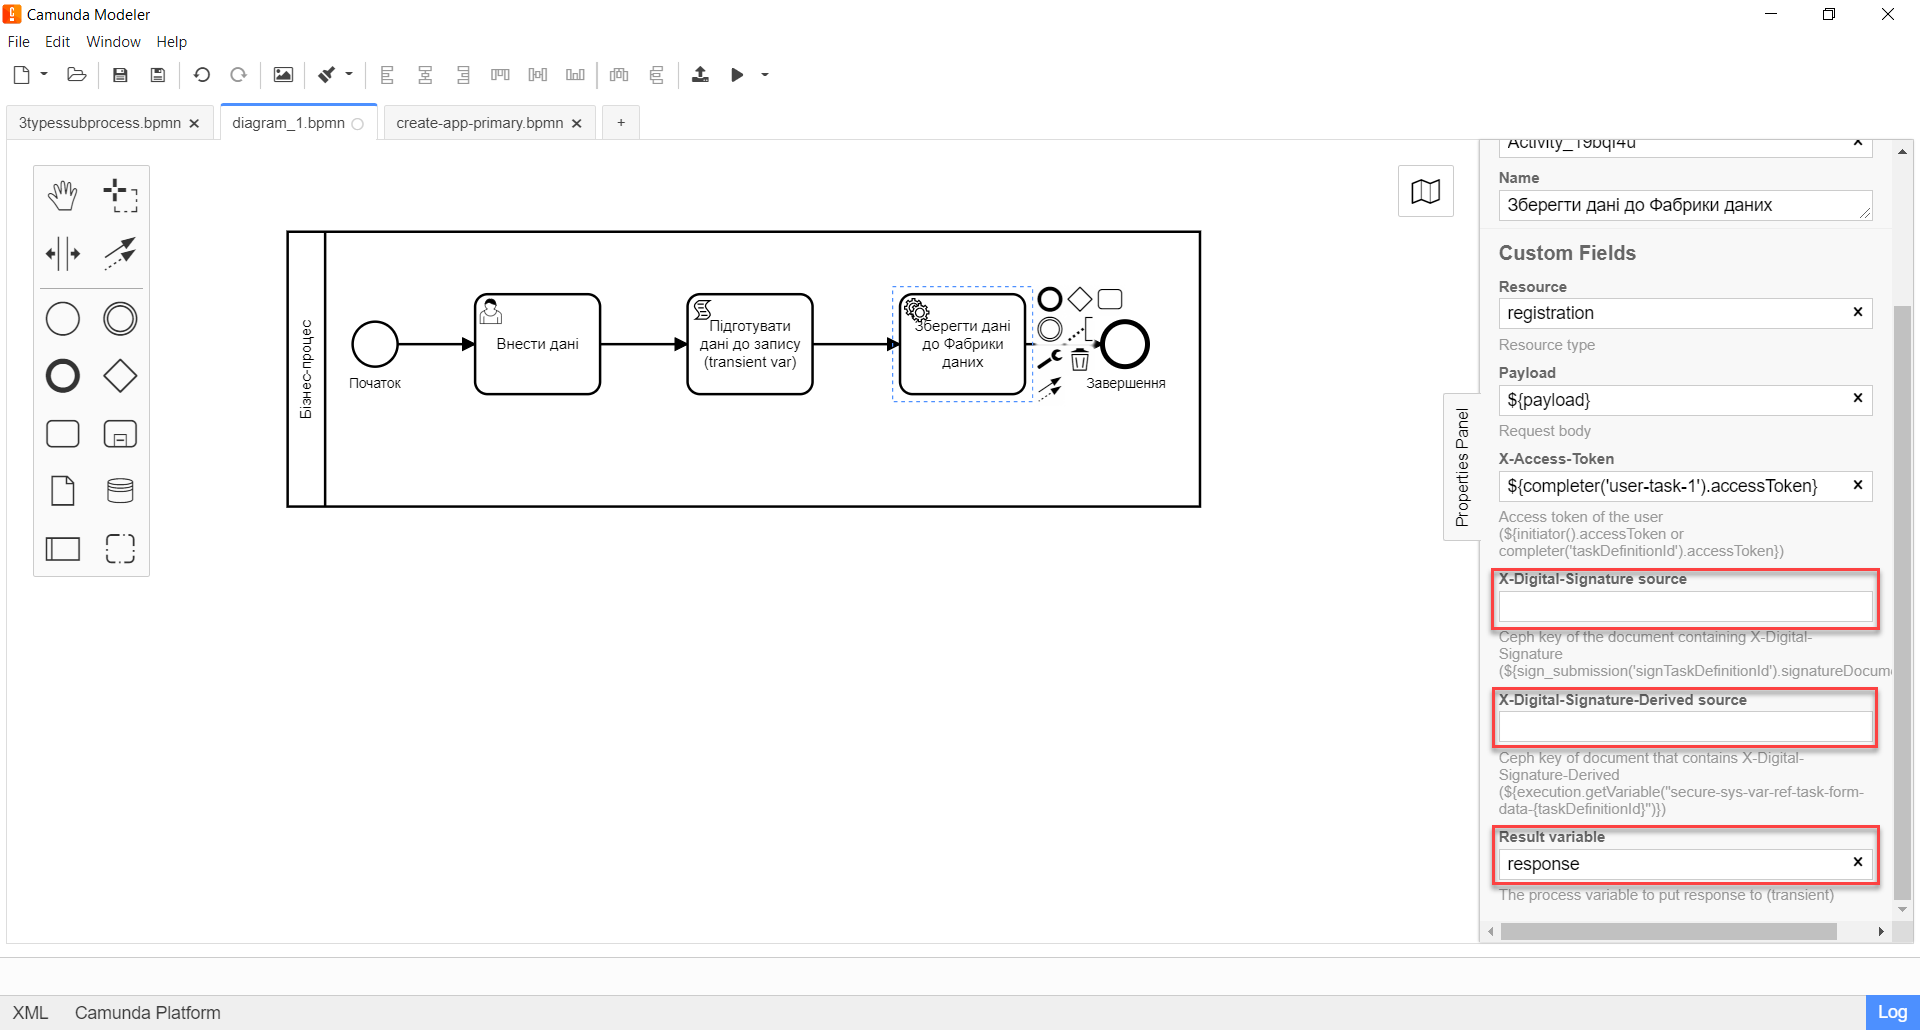 Camunda Modeler
File Edit Window Help
3typessubprocess.bpmn
diagram_1.bpmn
create-app-primary.bpmn
+
Бізнес-процес
Початок
Внести дані
Підготувати
дані до запису
(transient var)
Зберегти дані
до Фабрики
даних
Завершення
Properties Panel
Activity_19bqf4u
Name
Зберегти дані до Фабрики даних
Custom Fields
Resource
registration
Resource type
Payload
${payload}
Request body
X-Access-Token
${completer('user-task-1').accessToken}
Access token of the user
(${initiator().accessToken or
completer('taskDefinitionId').accessToken})
X-Digital-Signature source
Ceph key of the document containing X-Digital-
Signature
(${sign_submission('signTaskDefinitionId').signatureDocum
X-Digital-Signature-Derived source
Ceph key of document that contains X-Digital-
Signature-Derived
(${execution.getVariable("secure-sys-var-ref-task-form-
data-{taskDefinitionId}")})
Result variable
response
The process variable to put response to (transient)
XML Camunda Platform
Log